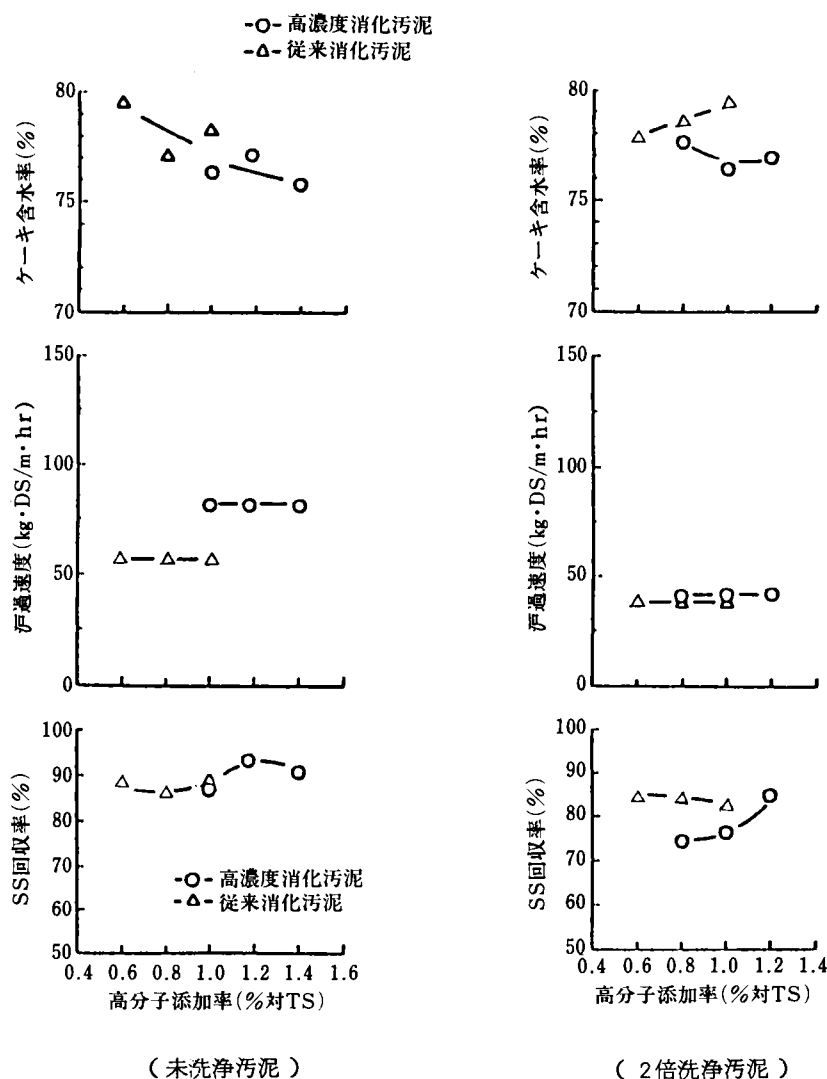 -o- 高濃度消化汚泥
-△- 従来消化汚泥
80
75
70
ケーキ含水率(%)
80
75
70
ケーキ含水率(%)
150
100
50
0
沪過速度(kg・DS/m・hr)
150
100
50
0
沪過速度(kg・DS/m・hr)
100
90
80
70
60
50
SS回収率(%)
-o- 高濃度消化汚泥
-△- 従来消化汚泥
0.4 0.6 0.8 1.0 1.2 1.4 1.6
高分子添加率(%対TS)
100
90
80
70
60
50
SS回収率(%)
0.4 0.6 0.8 1.0 1.2 1.4
高分子添加率(%対TS)
(未洗浄汚泥)
(2倍洗浄汚泥)